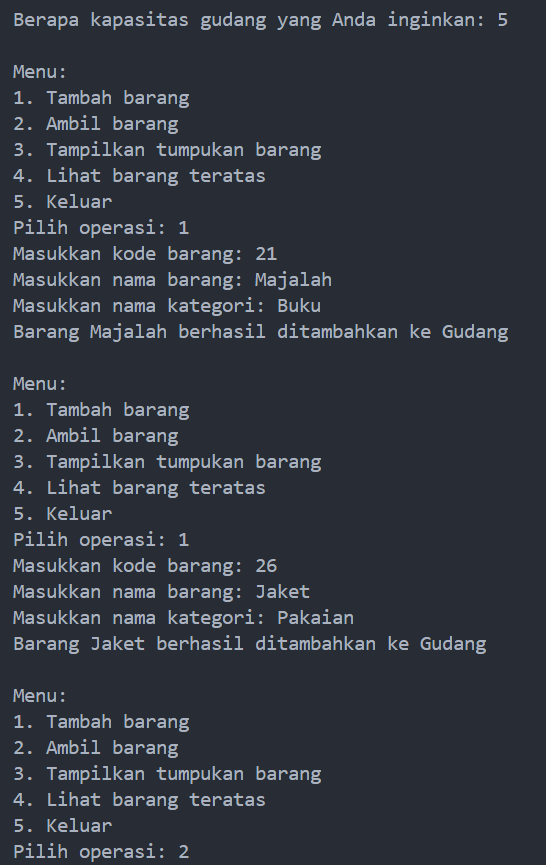 Berapa kapasitas gudang yang Anda inginkan: 5
Menu:
1. Tambah barang
2. Ambil barang
3. Tampilkan tumpukan barang
4. Lihat barang teratas
5. Keluar
Pilih operasi: 1
Masukkan kode barang: 21
Masukkan nama barang: Majalah
Masukkan nama kategori: Buku
Barang Majalah berhasil ditambahkan ke Gudang
Menu:
1. Tambah barang
2. Ambil barang
3. Tampilkan tumpukan barang
4. Lihat barang teratas
5. Keluar
Pilih operasi: 1
Masukkan kode barang: 26
Masukkan nama barang: Jaket
Masukkan nama kategori: Pakaian
Barang Jaket berhasil ditambahkan ke Gudang
Menu:
1. Tambah barang
2. Ambil barang
3. Tampilkan tumpukan barang
4. Lihat barang teratas
5. Keluar
Pilih operasi: 2